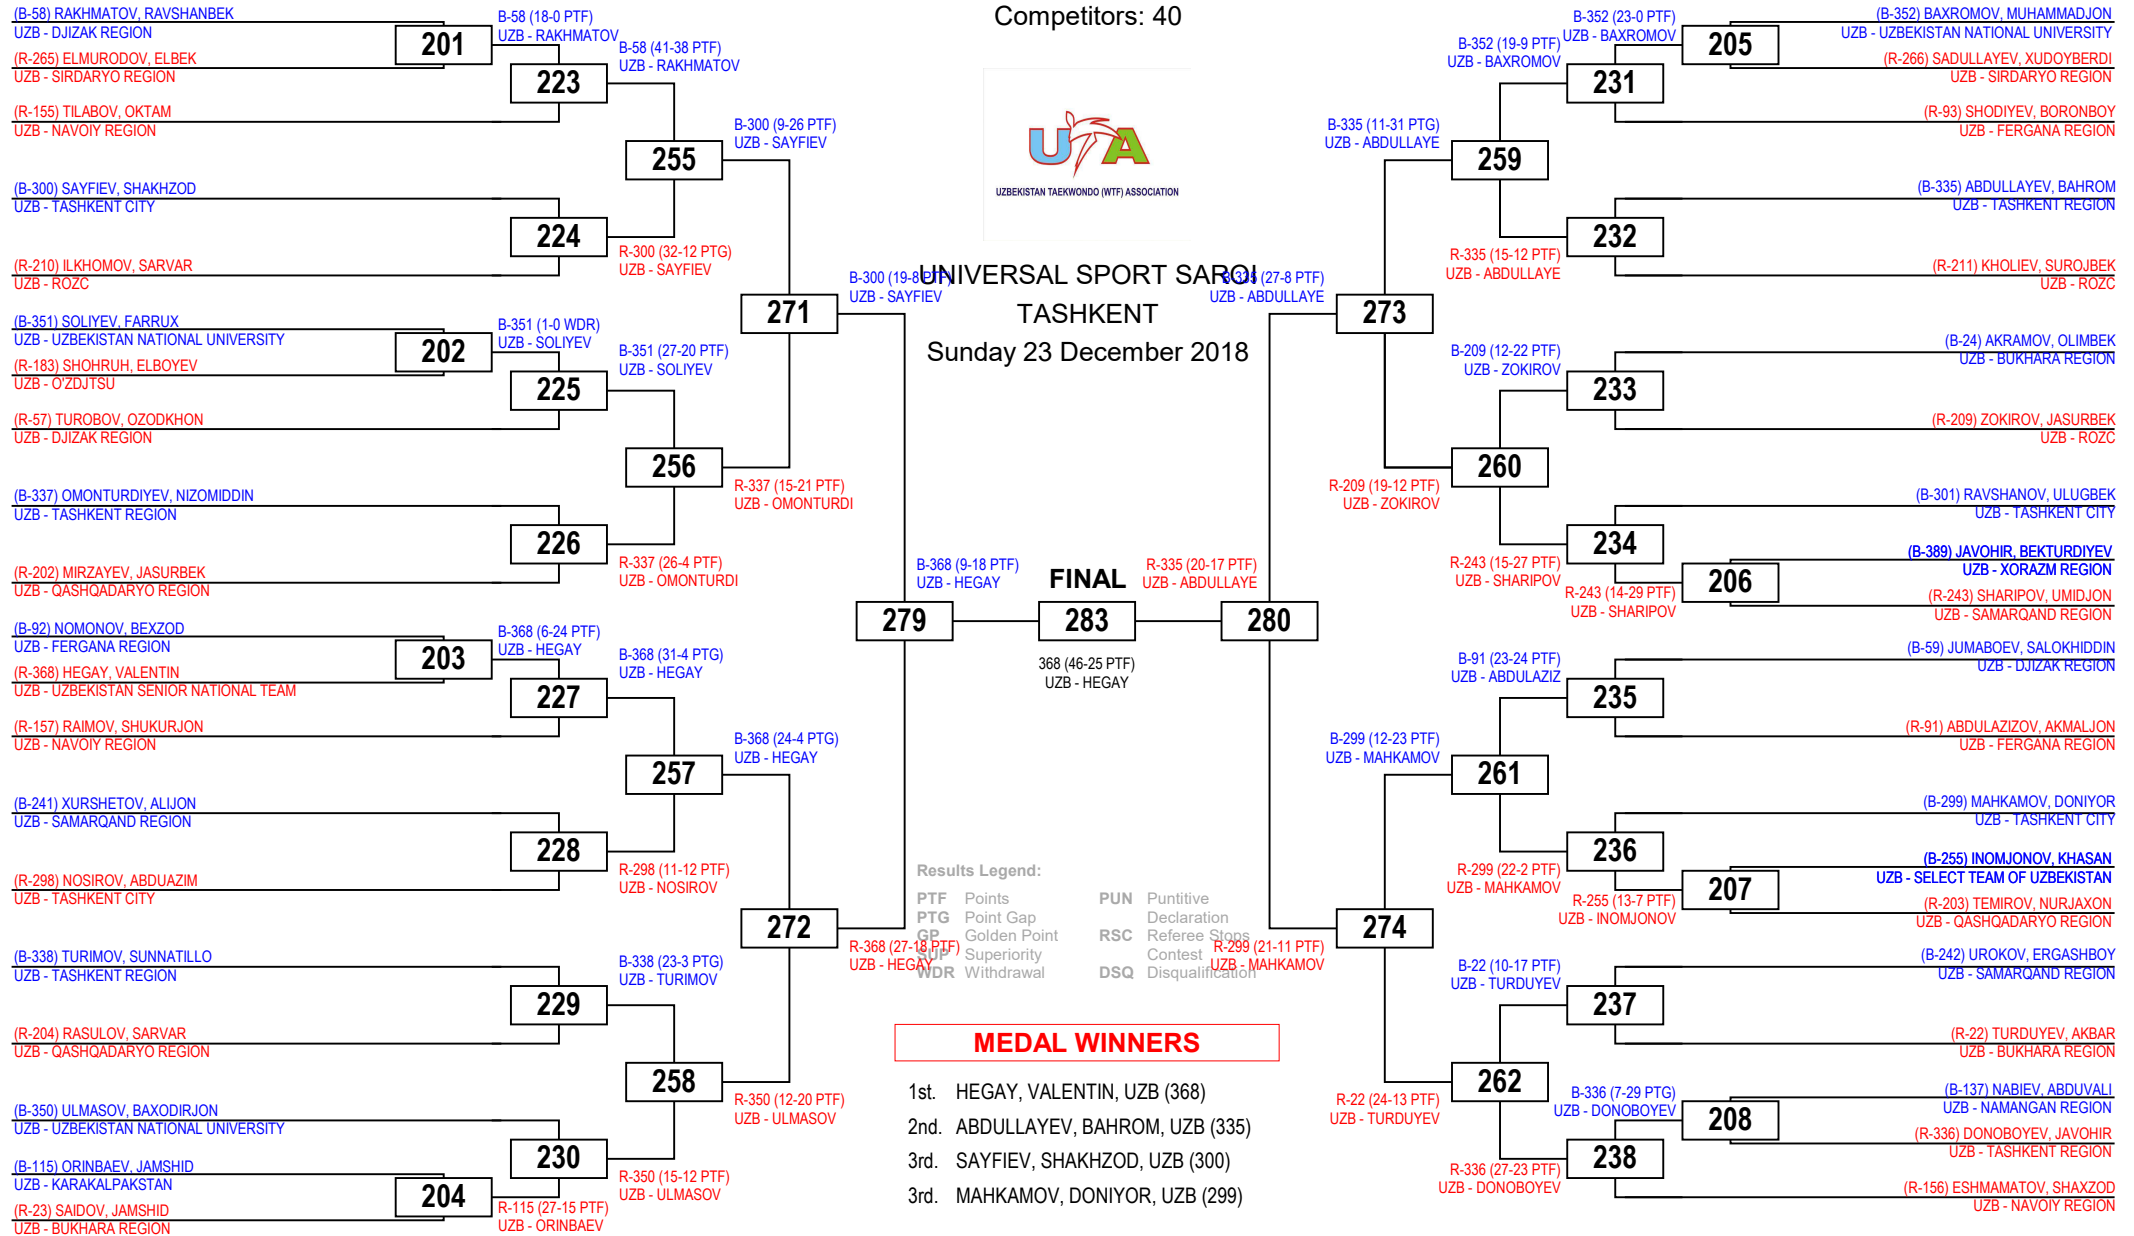 Competitors: 40
UTA
UZBEKISTAN TAEKWONDO (WTF) ASSOCIATION
UNIVERSAL SPORT SAROI
TASHKENT
Sunday 23 December 2018
(B-58) RAKHMATOV, RAVSHANBEK
UZB - DJIZAK REGION
(R-265) ELMURODOV, ELBEK
UZB - SIRDARYO REGION
(R-155) TILABOV, OKTAM
UZB - NAVOIY REGION
(B-300) SAYFIEV, SHAKHZOD
UZB - TASHKENT CITY
(R-210) ILKHOMOV, SARVAR
UZB - ROZC
(B-351) SOLIYEV, FARRUX
UZB - UZBEKISTAN NATIONAL UNIVERSITY
(R-183) SHOHRUH, ELBOYEV
UZB - O'ZDJTSU
(R-57) TUROBOV, OZODKHON
UZB - DJIZAK REGION
(B-337) OMONTURDIYEV, NIZOMIDDIN
UZB - TASHKENT REGION
(R-202) MIRZAYEV, JASURBEK
UZB - QASHQADARYO REGION
(B-92) NOMONOV, BEXZOD
UZB - FERGANA REGION
(R-368) HEGAY, VALENTIN
UZB - UZBEKISTAN SENIOR NATIONAL TEAM
(R-157) RAIMOV, SHUKURJON
UZB - NAVOIY REGION
(B-241) XURSHETOV, ALIJON
UZB - SAMARQAND REGION
(R-298) NOSIROV, ABDUAZIM
UZB - TASHKENT CITY
(B-338) TURIMOV, SUNNATILLO
UZB - TASHKENT REGION
(R-204) RASULOV, SARVAR
UZB - QASHQADARYO REGION
(B-350) ULMASOV, BAXODIRJON
UZB - UZBEKISTAN NATIONAL UNIVERSITY
(B-115) ORINBAEV, JAMSHID
UZB - KARAKALPAKSTAN
(R-23) SAIDOV, JAMSHID
UZB - BUKHARA REGION
201
B-58 (18-0 PTF)
UZB - RAKHMATOV
202
B-351 (1-0 WDR)
UZB - SOLIYEV
203
B-368 (6-24 PTF)
UZB - HEGAY
204
R-115 (27-15 PTF)
UZB - ORINBAEV
223
B-58 (41-38 PTF)
UZB - RAKHMATOV
224
R-300 (32-12 PTG)
UZB - SAYFIEV
225
B-351 (27-20 PTF)
UZB - SOLIYEV
226
R-337 (26-4 PTF)
UZB - OMONTURDI
227
B-368 (31-4 PTG)
UZB - HEGAY
228
R-298 (11-12 PTF)
UZB - NOSIROV
229
B-338 (23-3 PTG)
UZB - TURIMOV
230
R-350 (15-12 PTF)
UZB - ULMASOV
255
B-300 (9-26 PTF)
UZB - SAYFIEV
256
R-337 (15-21 PTF)
UZB - OMONTURDI
257
B-368 (24-4 PTG)
UZB - HEGAY
258
R-350 (12-20 PTF)
UZB - ULMASOV
271
B-300 (19-8 PTF)
UZB - SAYFIEV
272
R-368 (27-18 PTF)
UZB - HEGAY
279
B-368 (9-18 PTF)
UZB - HEGAY
FINAL
283
368 (46-25 PTF)
UZB - HEGAY
R-335 (20-17 PTF)
UZB - ABDULLAYE
280
B-335 (27-8 PTF)
UZB - ABDULLAYE
273
R-299 (21-11 PTF)
UZB - MAHKAMOV
274
B-335 (11-31 PTG)
UZB - ABDULLAYE
259
R-209 (19-12 PTF)
UZB - ZOKIROV
260
B-299 (12-23 PTF)
UZB - MAHKAMOV
261
R-22 (24-13 PTF)
UZB - TURDUYEV
262
B-352 (19-9 PTF)
UZB - BAXROMOV
231
R-335 (15-12 PTF)
UZB - ABDULLAYE
232
B-209 (12-22 PTF)
UZB - ZOKIROV
233
R-243 (15-27 PTF)
UZB - SHARIPOV
234
B-91 (23-24 PTF)
UZB - ABDULAZIZ
235
R-299 (22-2 PTF)
UZB - MAHKAMOV
236
B-22 (10-17 PTF)
UZB - TURDUYEV
237
R-336 (27-23 PTF)
UZB - DONOBOYEV
238
B-352 (23-0 PTF)
UZB - BAXROMOV
205
R-243 (14-29 PTF)
UZB - SHARIPOV
206
R-255 (13-7 PTF)
UZB - INOMJONOV
207
B-336 (7-29 PTG)
UZB - DONOBOYEV
208
(B-352) BAXROMOV, MUHAMMADJON
UZB - UZBEKISTAN NATIONAL UNIVERSITY
(R-266) SADULLAYEV, XUDOYBERDI
UZB - SIRDARYO REGION
(R-93) SHODIYEV, BORONBOY
UZB - FERGANA REGION
(B-335) ABDULLAYEV, BAHROM
UZB - TASHKENT REGION
(R-211) KHOLIEV, SUROJBEK
UZB - ROZC
(B-24) AKRAMOV, OLIMBEK
UZB - BUKHARA REGION
(R-209) ZOKIROV, JASURBEK
UZB - ROZC
(B-301) RAVSHANOV, ULUGBEK
UZB - TASHKENT CITY
(B-389) JAVOHIR, BEKTURDIYEV
UZB - XORAZM REGION
(R-243) SHARIPOV, UMIDJON
UZB - SAMARQAND REGION
(B-59) JUMABOEV, SALOKHIDDIN
UZB - DJIZAK REGION
(R-91) ABDULAZIZOV, AKMALJON
UZB - FERGANA REGION
(B-299) MAHKAMOV, DONIYOR
UZB - TASHKENT CITY
(B-255) INOMJONOV, KHASAN
UZB - SELECT TEAM OF UZBEKISTAN
(R-203) TEMIROV, NURJAXON
UZB - QASHQADARYO REGION
(B-242) UROKOV, ERGASHBOY
UZB - SAMARQAND REGION
(R-22) TURDUYEV, AKBAR
UZB - BUKHARA REGION
(B-137) NABIEV, ABDUVALI
UZB - NAMANGAN REGION
(R-336) DONOBOYEV, JAVOHIR
UZB - TASHKENT REGION
(R-156) ESHMAMATOV, SHAXZOD
UZB - NAVOIY REGION
Results Legend:
PTF Points
PTG Point Gap
GP Golden Point
SUP Superiority
WDR Withdrawal
PUN Puntitive
Declaration
RSC Referee Stops
Contest
DSQ Disqualification
MEDAL WINNERS
1st. HEGAY, VALENTIN, UZB (368)
2nd. ABDULLAYEV, BAHROM, UZB (335)
3rd. SAYFIEV, SHAKHZOD, UZB (300)
3rd. MAHKAMOV, DONIYOR, UZB (299)